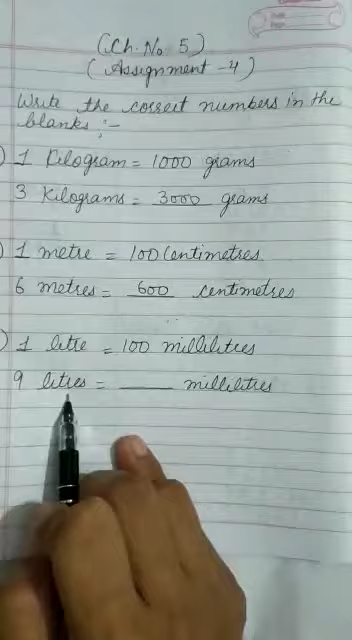 (Ch. No 5)
(Assignment - 4)
Write the correct numbers in the
blanks :-
) 1 Kilogram = 1000 grams
3 Kilograms = 3000 grams
) 1 metre = 100 Centimetres
6 metres = 600 centimetres
) 1 litre = 100 millilitres
9 litres = ____ millilitres